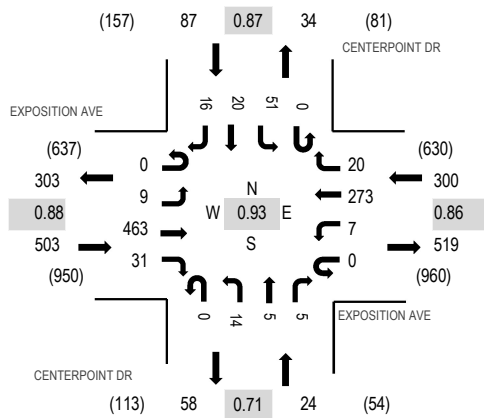 (157) 87 0.87 34 (81)
CENTERPOINT DR
EXPOSITION AVE
16 20 51 0
(637) 0 20 (630)
303 9 N 273 300
0.88 463 W 0.93 E 7 0.86
503 31 S 0 519
(950) (960)
0 14 5 5
EXPOSITION AVE
CENTERPOINT DR
(113) 58 0.71 24 (54)